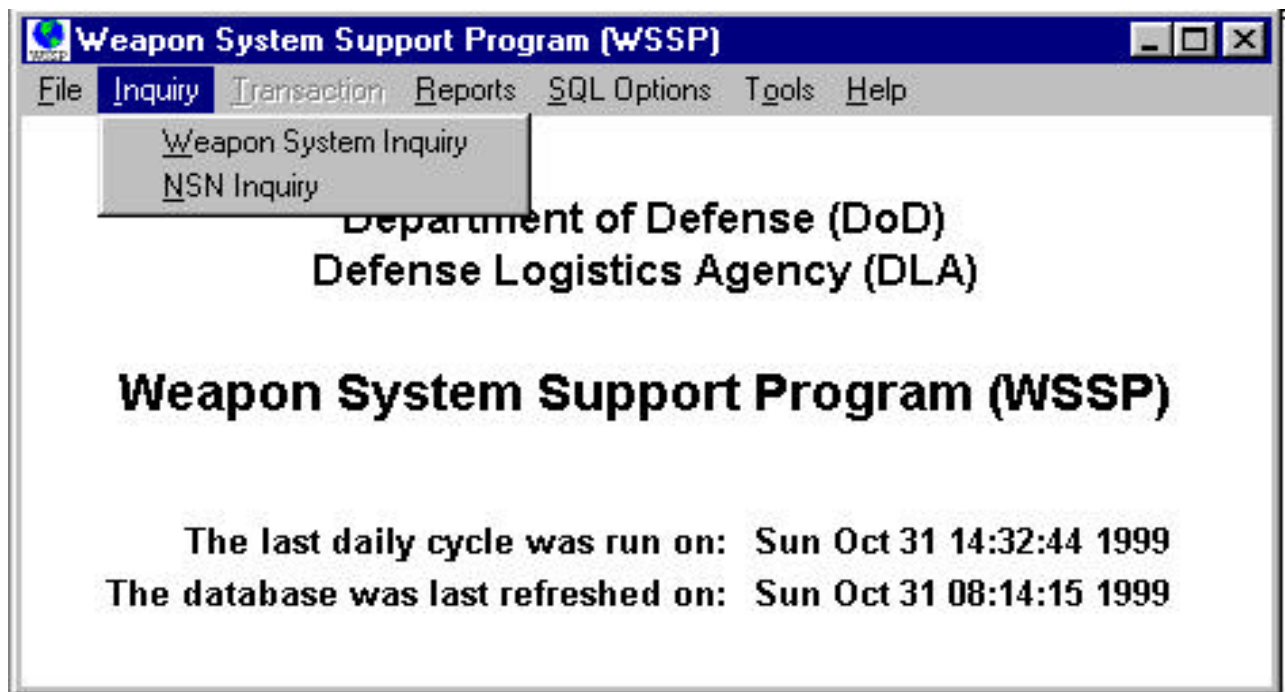 WSSP
Weapon System Support Program (WSSP)
File Inquiry Transaction Reports SQL Options Tools Help
Weapon System Inquiry
NSN Inquiry
Department of Defense (DoD)
Defense Logistics Agency (DLA)
Weapon System Support Program (WSSP)
The last daily cycle was run on: Sun Oct 31 14:32:44 1999
The database was last refreshed on: Sun Oct 31 08:14:15 1999